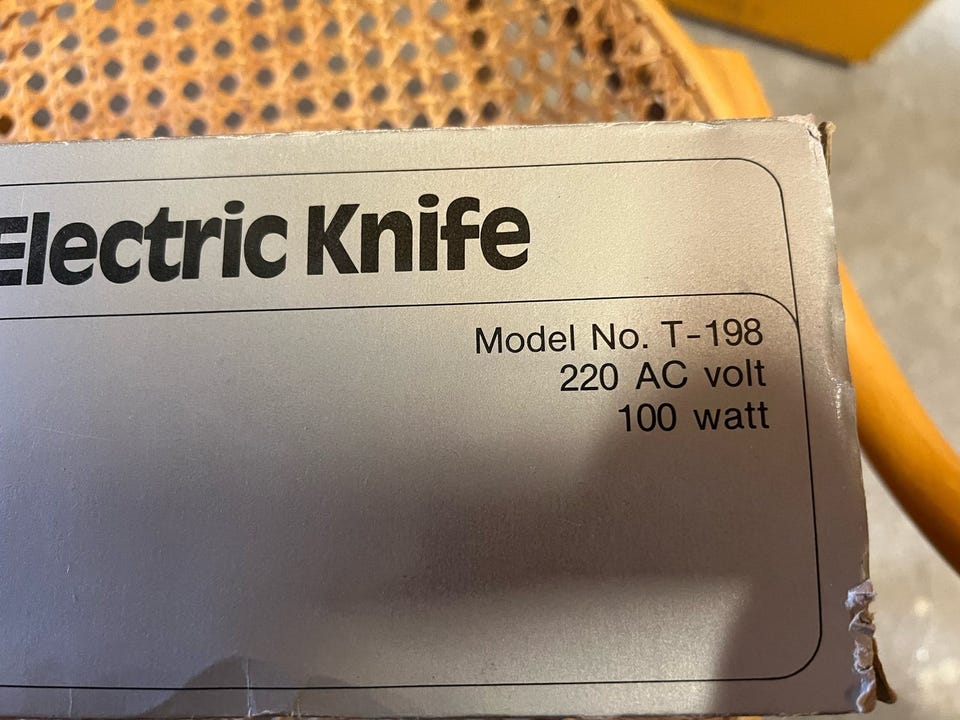 Electric Knife
Model No. T-198
220 AC volt
100 watt